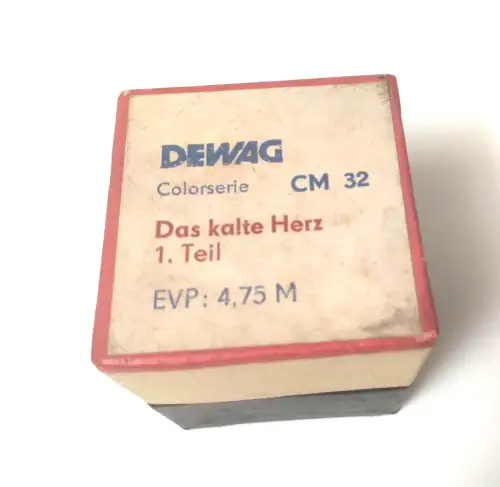 DEWAG
Colorserie CM 32
Das kalte Herz
1. Teil
EVP: 4,75 M